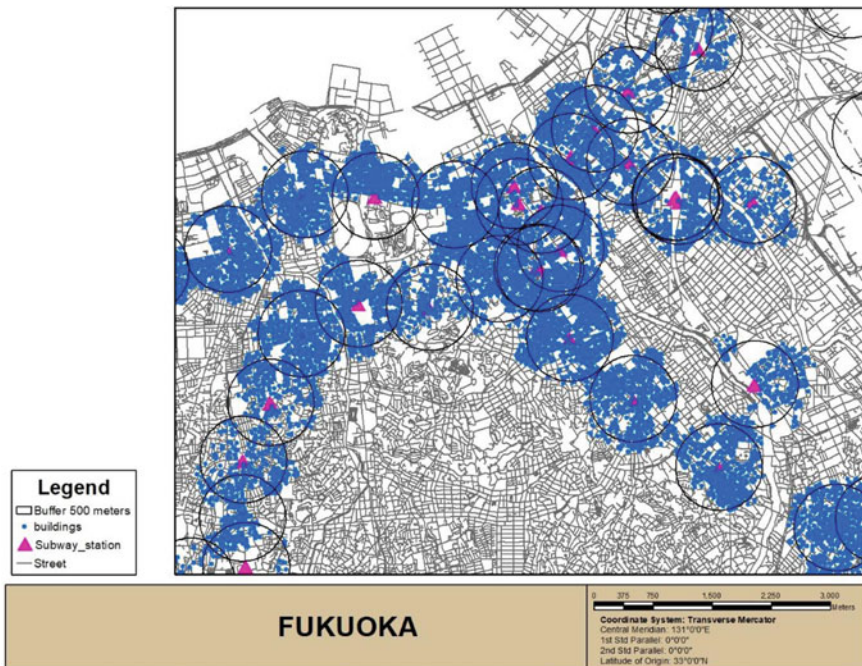 Legend
Buffer 500 meters
buildings
Subway_station
Street
FUKUOKA
0 375 750 1,500 2,250 3,000
Meters
Coordinate System: Transverse Mercator
Central Meridian: 131°0'0"E
1st Std Parallel: 0°0'0"
2nd Std Parallel: 0°0'0"
Latitude of Origin: 33°0'0"N